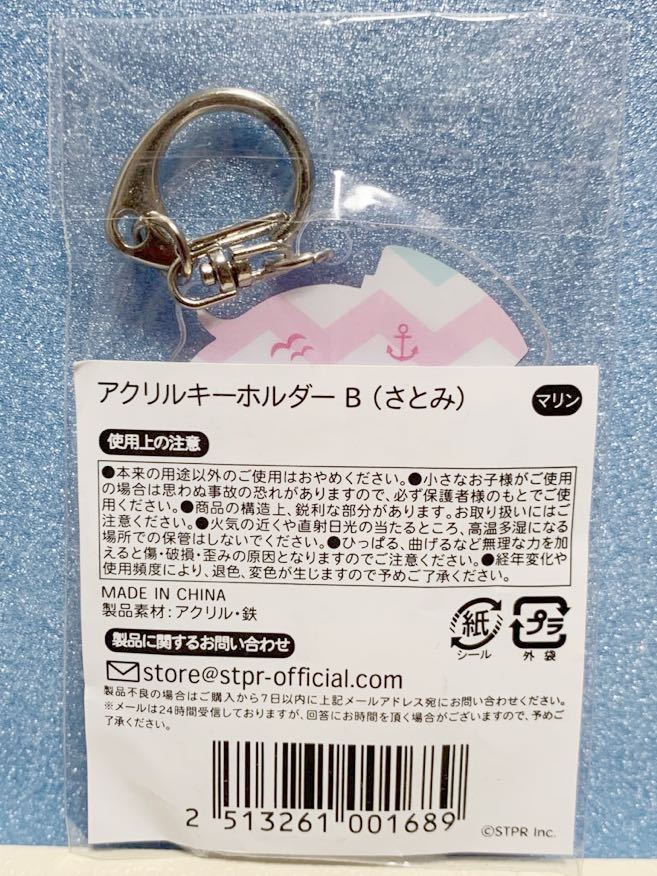 アクリルキーホルダー B（さとみ）
マリン
使用上の注意
●本来の用途以外のご使用はおやめください。●小さなお子様がご使用
の場合は思わぬ事故の恐れがありますので、必ず保護者様のもとでご使
用ください。●商品の構造上、鋭利な部分があります。お取り扱いにはご
注意ください。●火気の近くや直射日光の当たるところ、高温多湿になる
場所での保管はしないでください。●ひっぱる、曲げるなど無理な力を加
えると傷・破損・歪みの原因となりますのでご注意ください。●経年変化や
使用頻度により、退色、変色が生じますので予めご了承ください。
MADE IN CHINA
製品素材：アクリル・鉄
紙
シール
プラ
外袋
製品に関するお問い合わせ
store@stpr-official.com
製品不良の場合はご購入から7日以内に上記メールアドレス宛にお問い合わせください。
※メールは24時間受信しておりますが、回答にお時間を頂く場合がございますので、予めご
了承ください。
2 513261 001689
©STPR Inc.